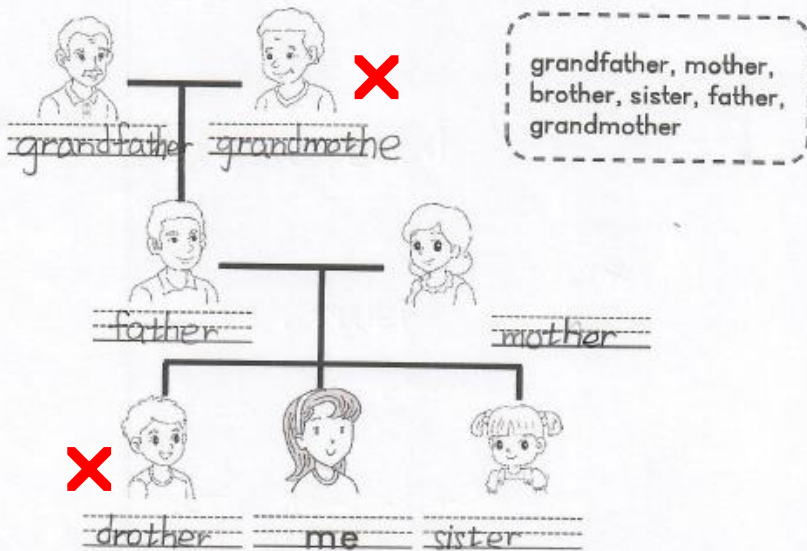 grandfather, mother,
brother, sister, father,
grandmother
grandfather grandmothe
father
mother
drother me sister